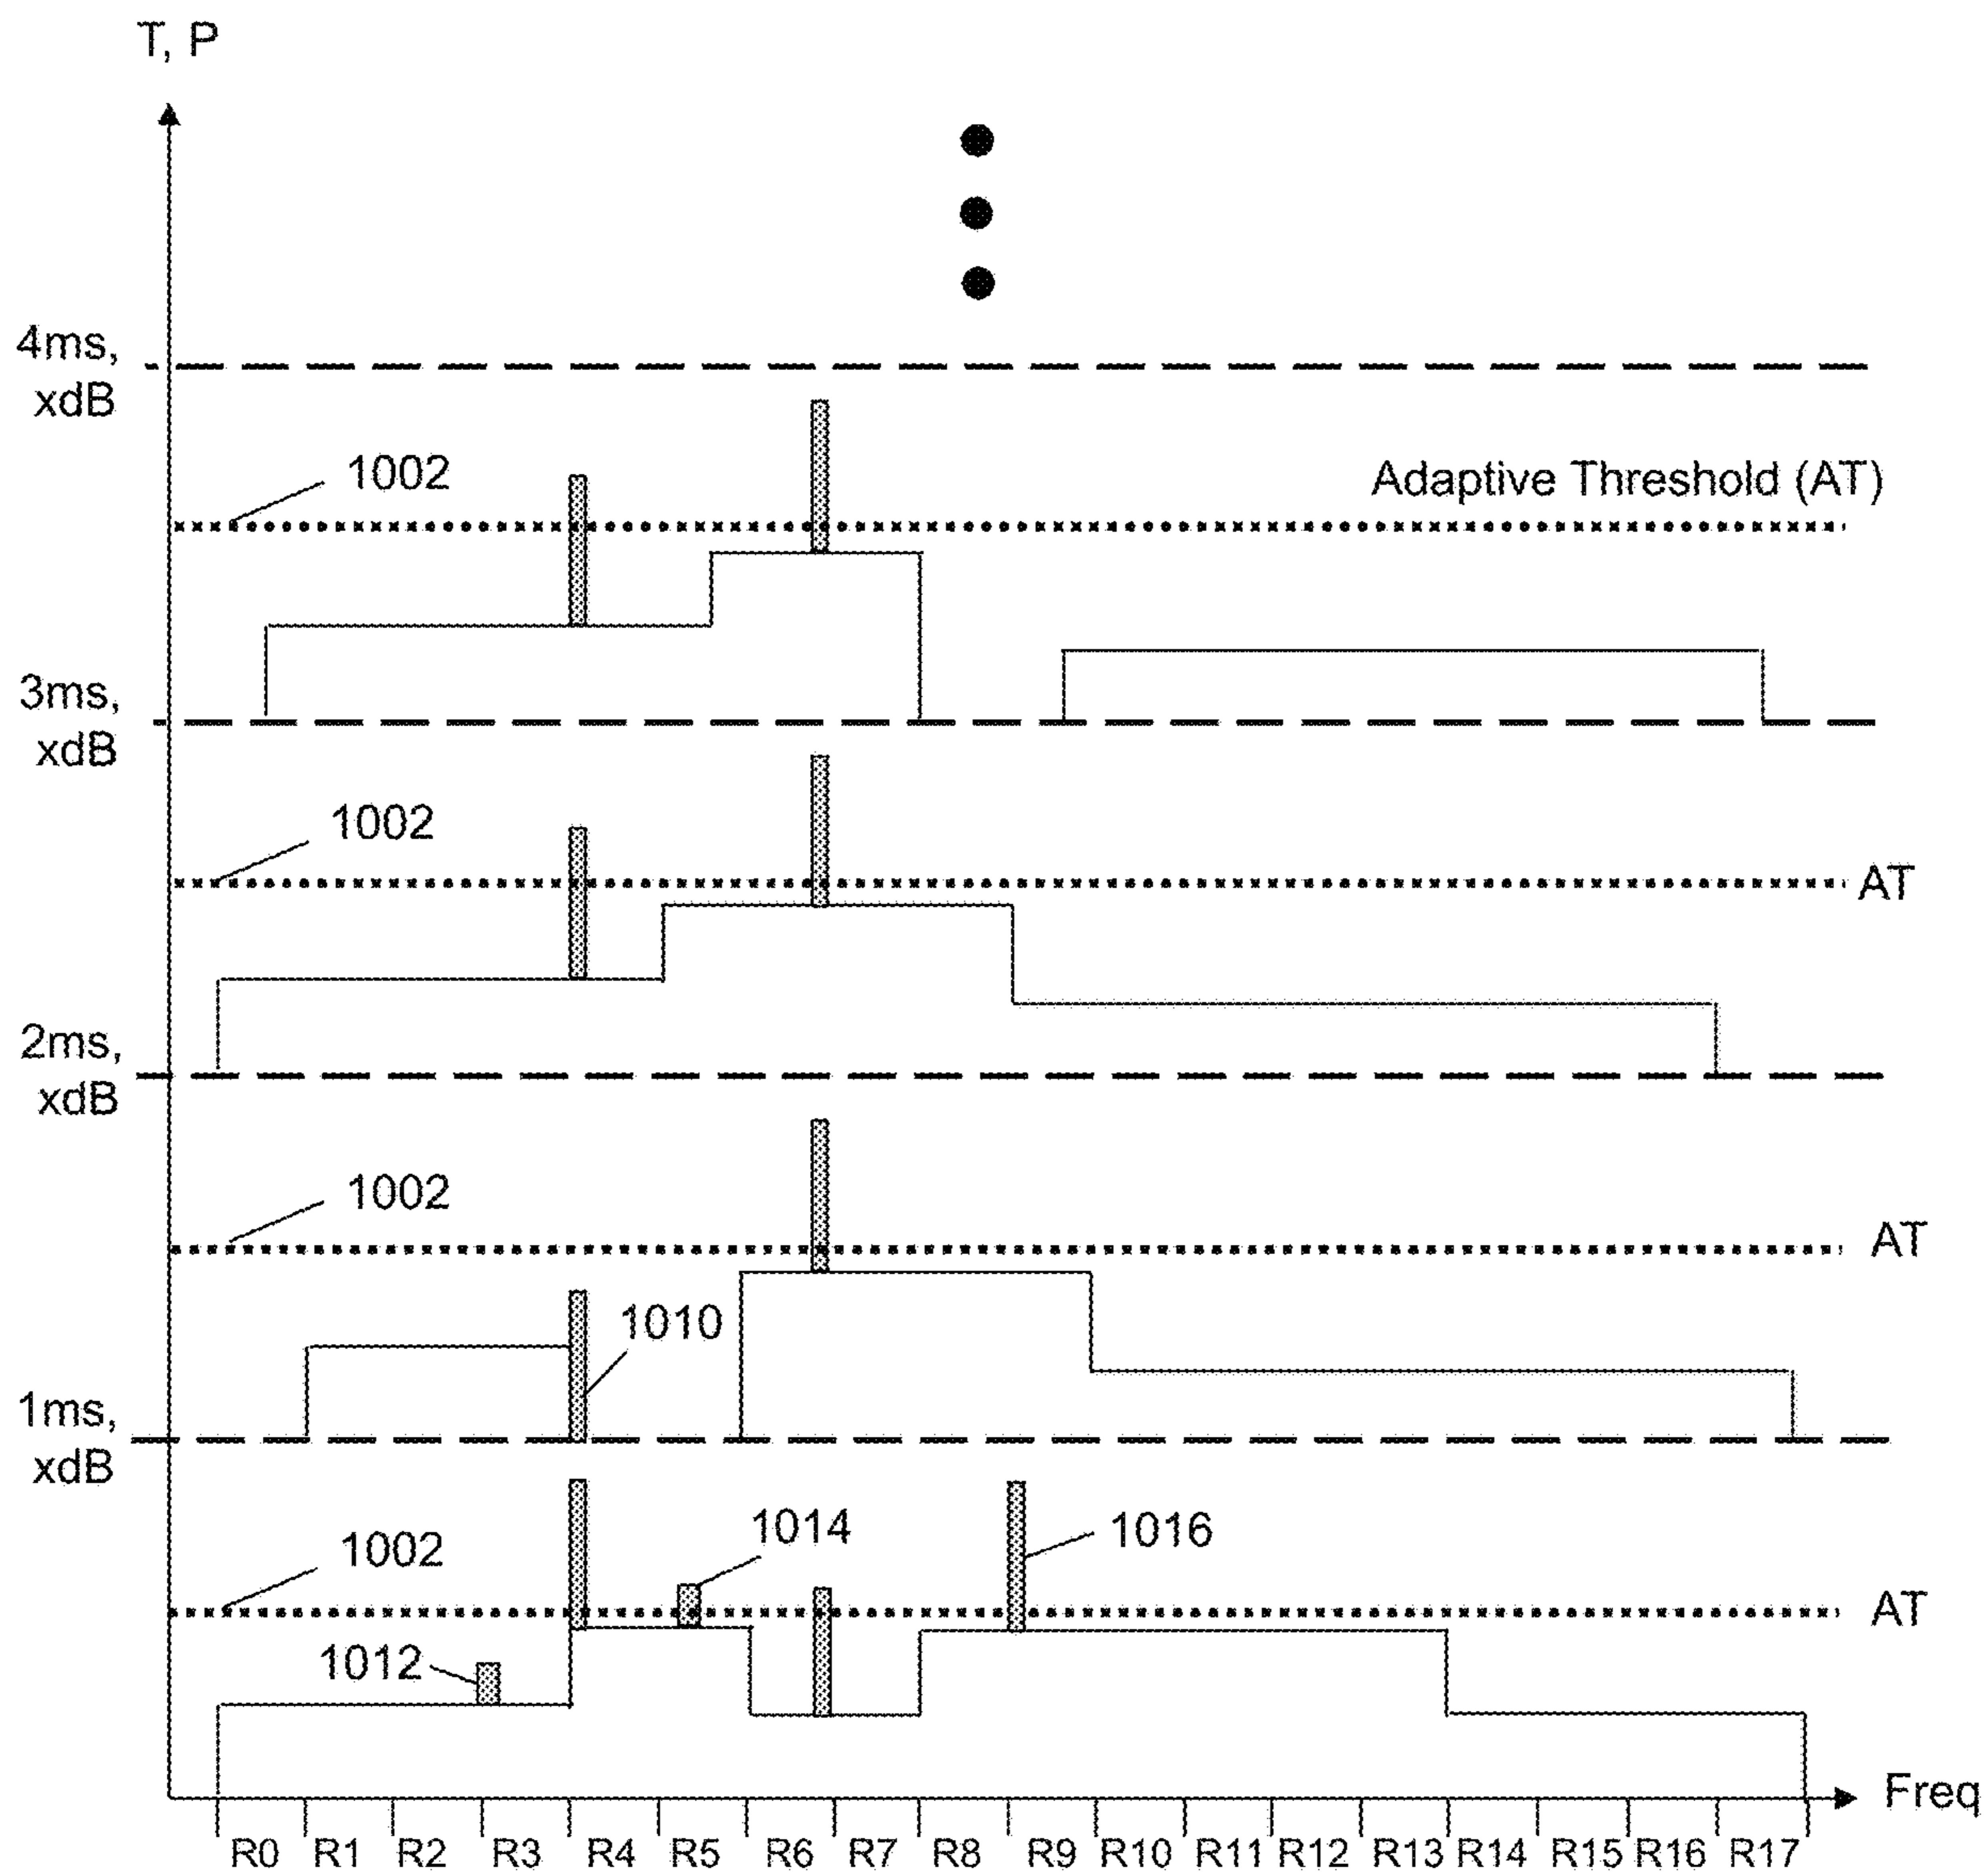 T, P
4ms,
xdB
1002
Adaptive Threshold (AT)
3ms,
xdB
1002
AT
2ms,
xdB
1002
AT
1010
1ms,
xdB
1014
1016
1002
AT
1012
Freq
R0 R1 R2 R3 R4 R5 R6 R7 R8 R9 R10 R11 R12 R13 R14 R15 R16 R17